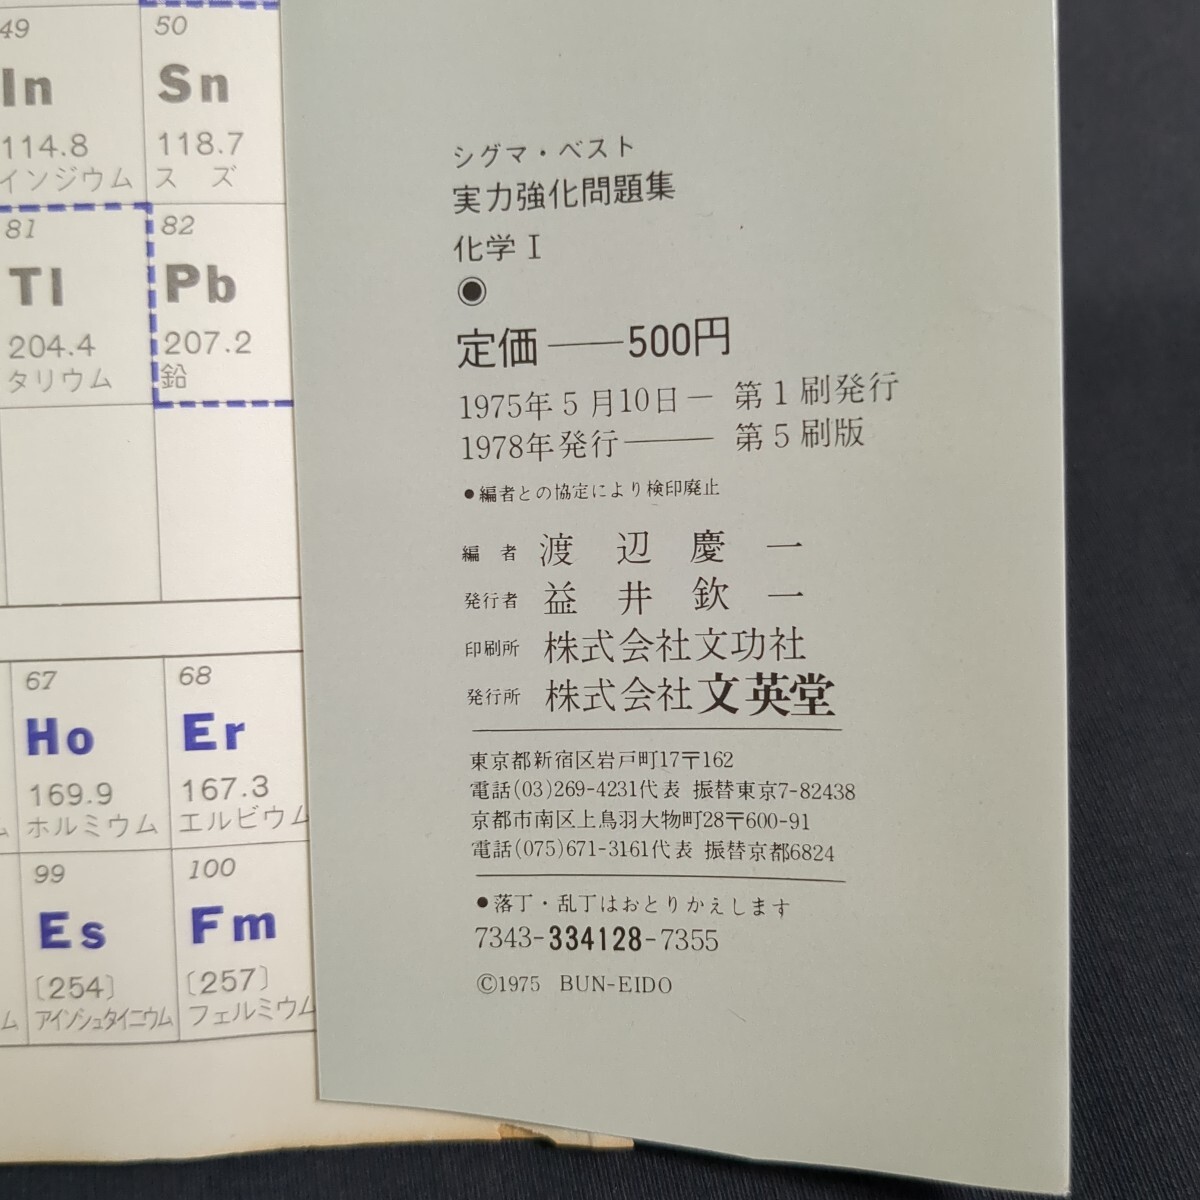 49
In
114.8
インジウム
50
Sn
118.7
スズ
81
Tl
204.4
タリウム
82
Pb
207.2
鉛
67
Ho
169.9
ホルミウム
68
Er
167.3
エルビウム
99
Es
〔254〕
アインシュタイニウム
100
Fm
〔257〕
フェルミウム
シグマ・ベスト
実力強化問題集
化学Ⅰ
◉
定価――500円
1975年5月10日― 第1刷発行
1978年発行―― 第5刷版
●編者との協定により検印廃止
編者 渡辺慶一
発行者 益井欽一
印刷所 株式会社文功社
発行所 株式会社文英堂
東京都新宿区岩戸町17〒162
電話(03)269-4231代表 振替東京7-82438
京都市南区上鳥羽大物町28〒600-91
電話(075)671-3161代表 振替京都6824
●落丁・乱丁はおとりかえします
7343-334128-7355
©1975 BUN-EIDO